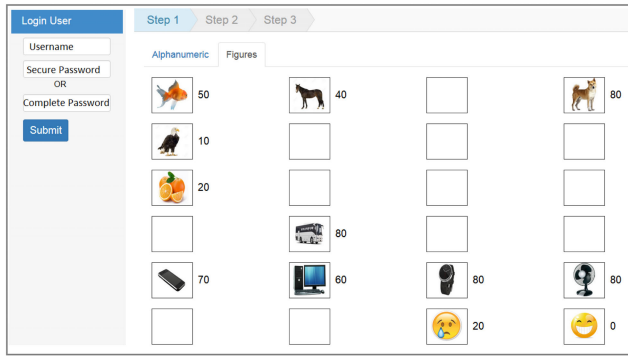 Login User
Username
Secure Password
OR
Complete Password
Submit
Step 1 Step 2 Step 3
Alphanumeric Figures
50 40 80
10
20
80
70 60 80 80
20 0